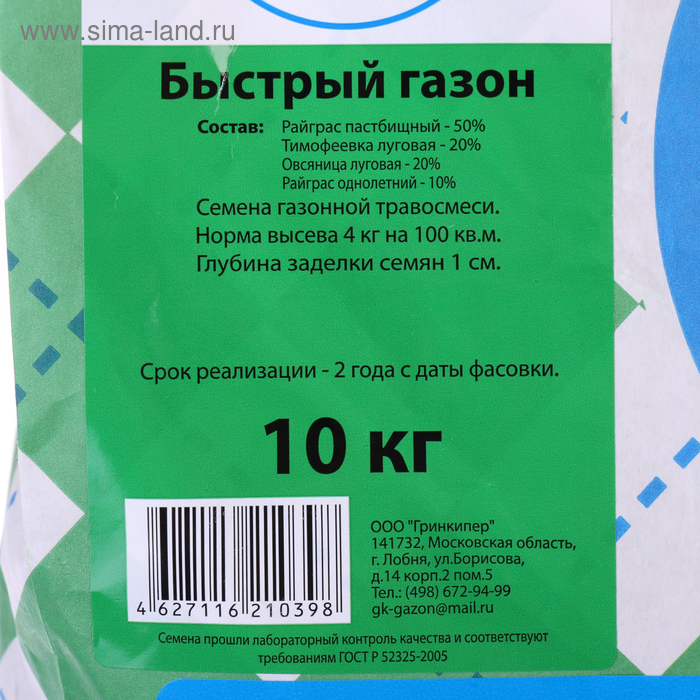 www.sima-land.ru
Быстрый газон
Состав: Райграс пастбищный - 50%
Тимофеевка луговая - 20%
Овсяница луговая - 20%
Райграс однолетний - 10%
Семена газонной травосмеси.
Норма высева 4 кг на 100 кв.м.
Глубина заделки семян 1 см.
Срок реализации - 2 года с даты фасовки.
10 кг
ООО "Гринкипер"
141732, Московская область,
г. Лобня, ул.Борисова,
д.14 корп.2 пом.5
Тел.: (498) 672-94-99
gk-gazon@mail.ru
4 627116 210398
Семена прошли лабораторный контроль качества и соответствуют
требованиям ГОСТ Р 52325-2005